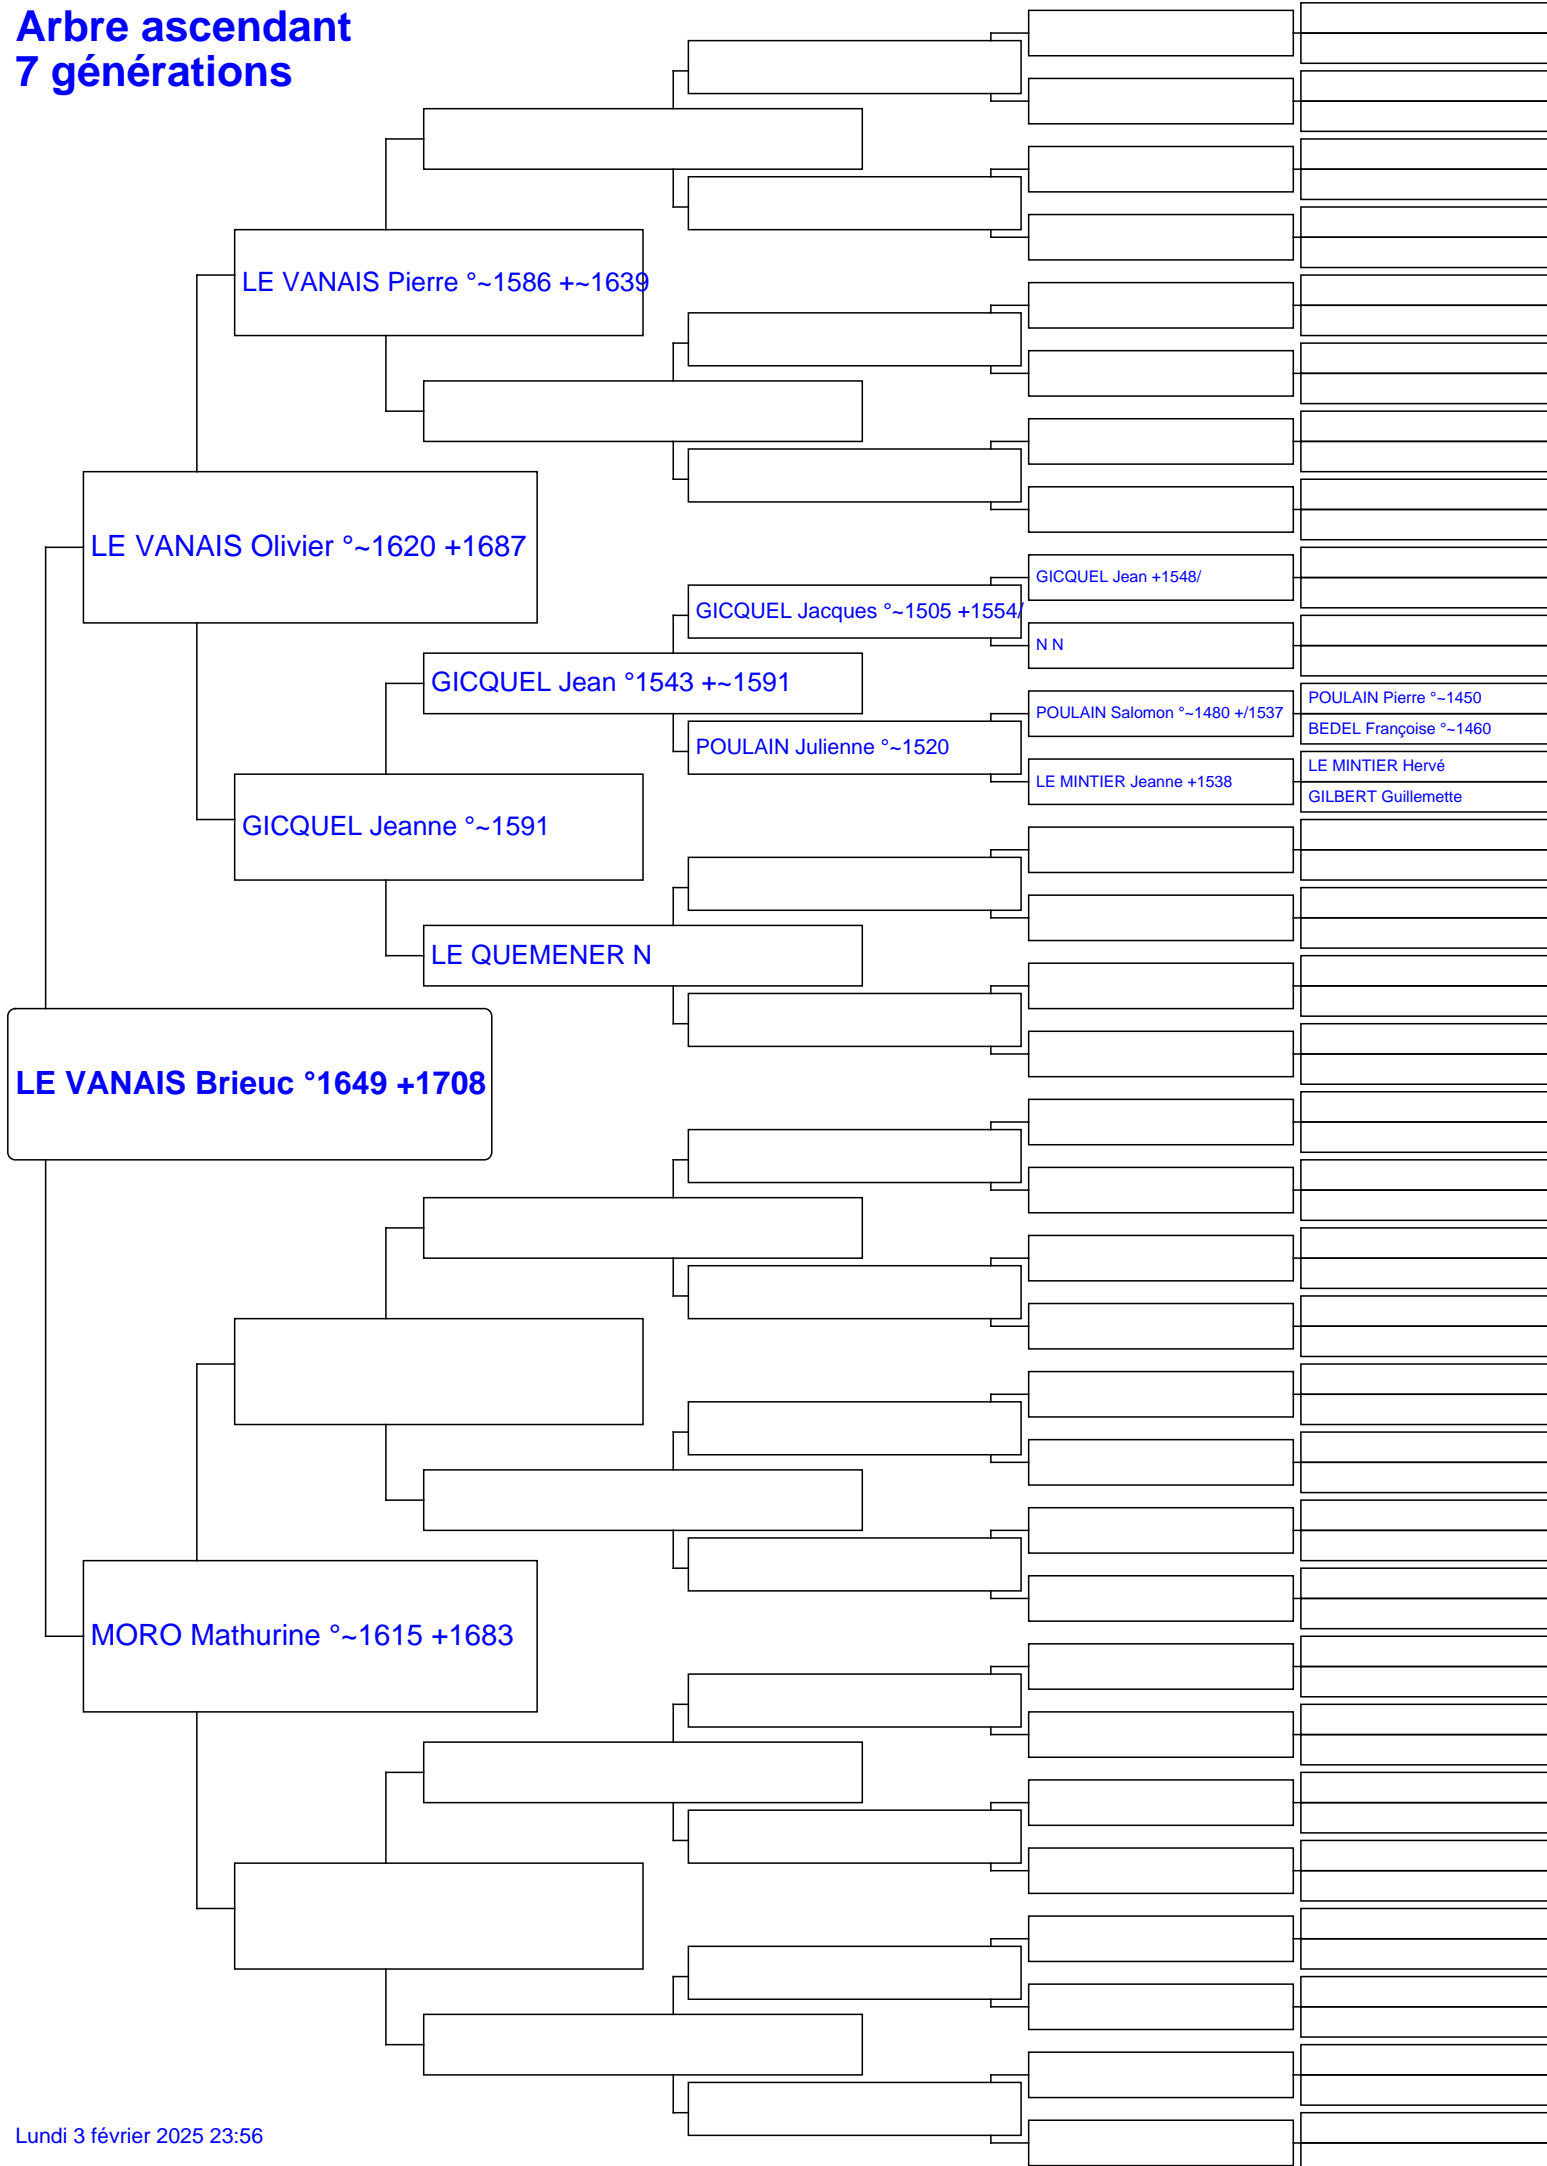 Arbre ascendant
7 générations
LE VANAIS Pierre °~1586 +~1639
LE VANAIS Olivier °~1620 +1687
GICQUEL Jean +1548/
GICQUEL Jacques °~1505 +1554/
N N
GICQUEL Jean °1543 +~1591
POULAIN Pierre °~1450
POULAIN Salomon °~1480 +/1537
BEDEL Françoise °~1460
POULAIN Julienne °~1520
LE MINTIER Hervé
LE MINTIER Jeanne +1538
GILBERT Guillemette
GICQUEL Jeanne °~1591
LE QUEMENER N
LE VANAIS Brieuc °1649 +1708
MORO Mathurine °~1615 +1683
Lundi 3 février 2025 23:56